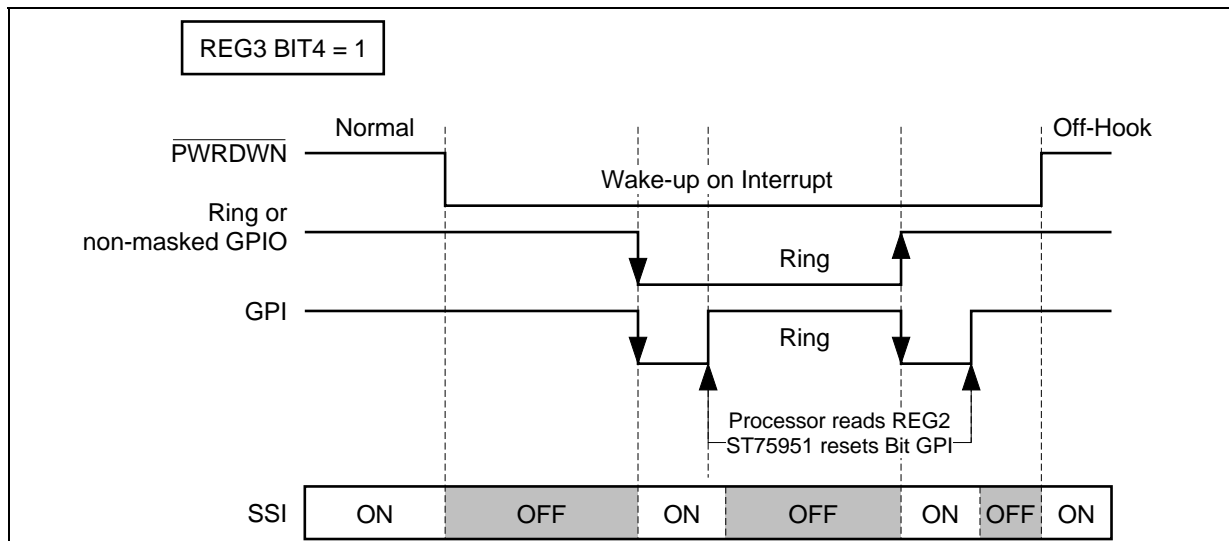 REG3 BIT4 = 1
Normal
Off-Hook
PWRDWN
Wake-up on Interrupt
Ring or
non-masked GPIO
Ring
GPI
Ring
Processor reads REG2
ST75951 resets Bit GPI
SSI
ON
OFF
ON
OFF
ON
OFF
ON